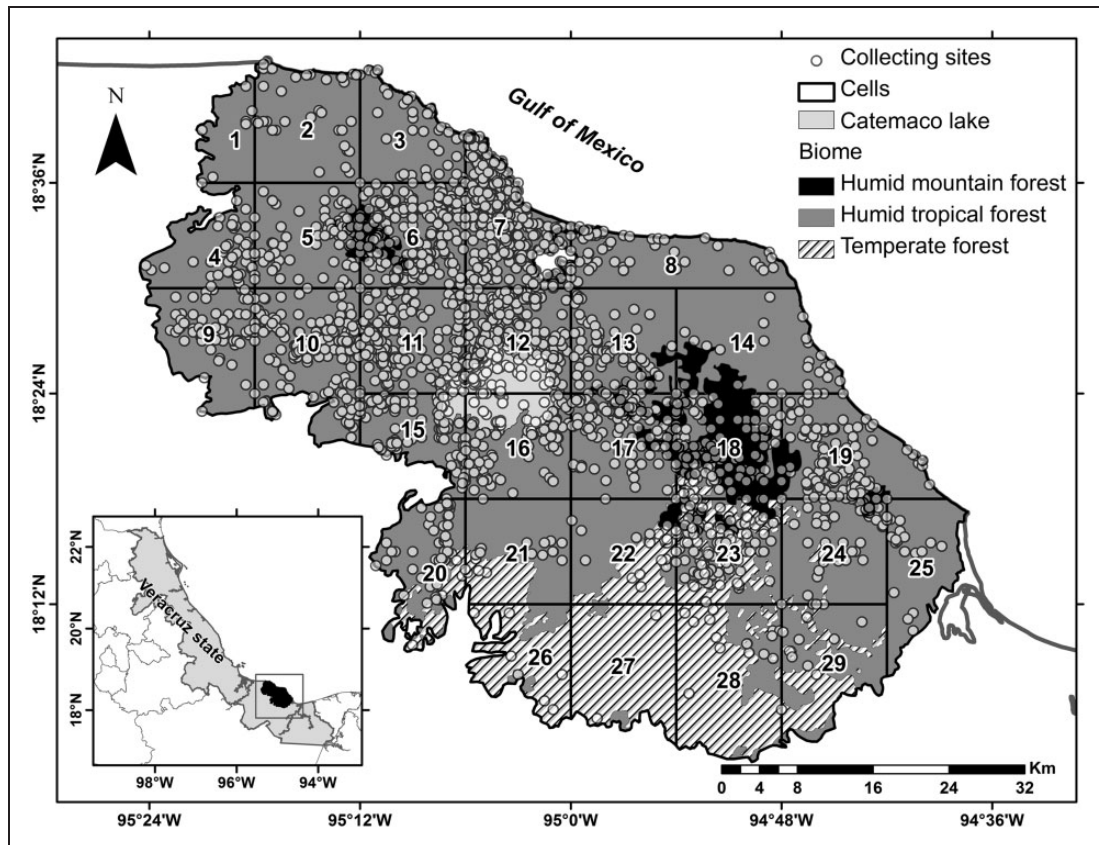 Collecting sites
Cells
Catemaco lake
Biome
Humid mountain forest
Humid tropical forest
Temperate forest
N
Gulf of Mexico
18°36'N
18°24'N
18°12'N
1
2
3
4
5
6
7
8
9
10
11
12
13
14
15
16
17
18
19
20
21
22
23
24
25
26
27
28
29
22°N
20°N
18°N
Veracruz state
98°W
96°W
94°W
Km
0
4
8
16
24
32
95°24'W
95°12'W
95°0'W
94°48'W
94°36'W